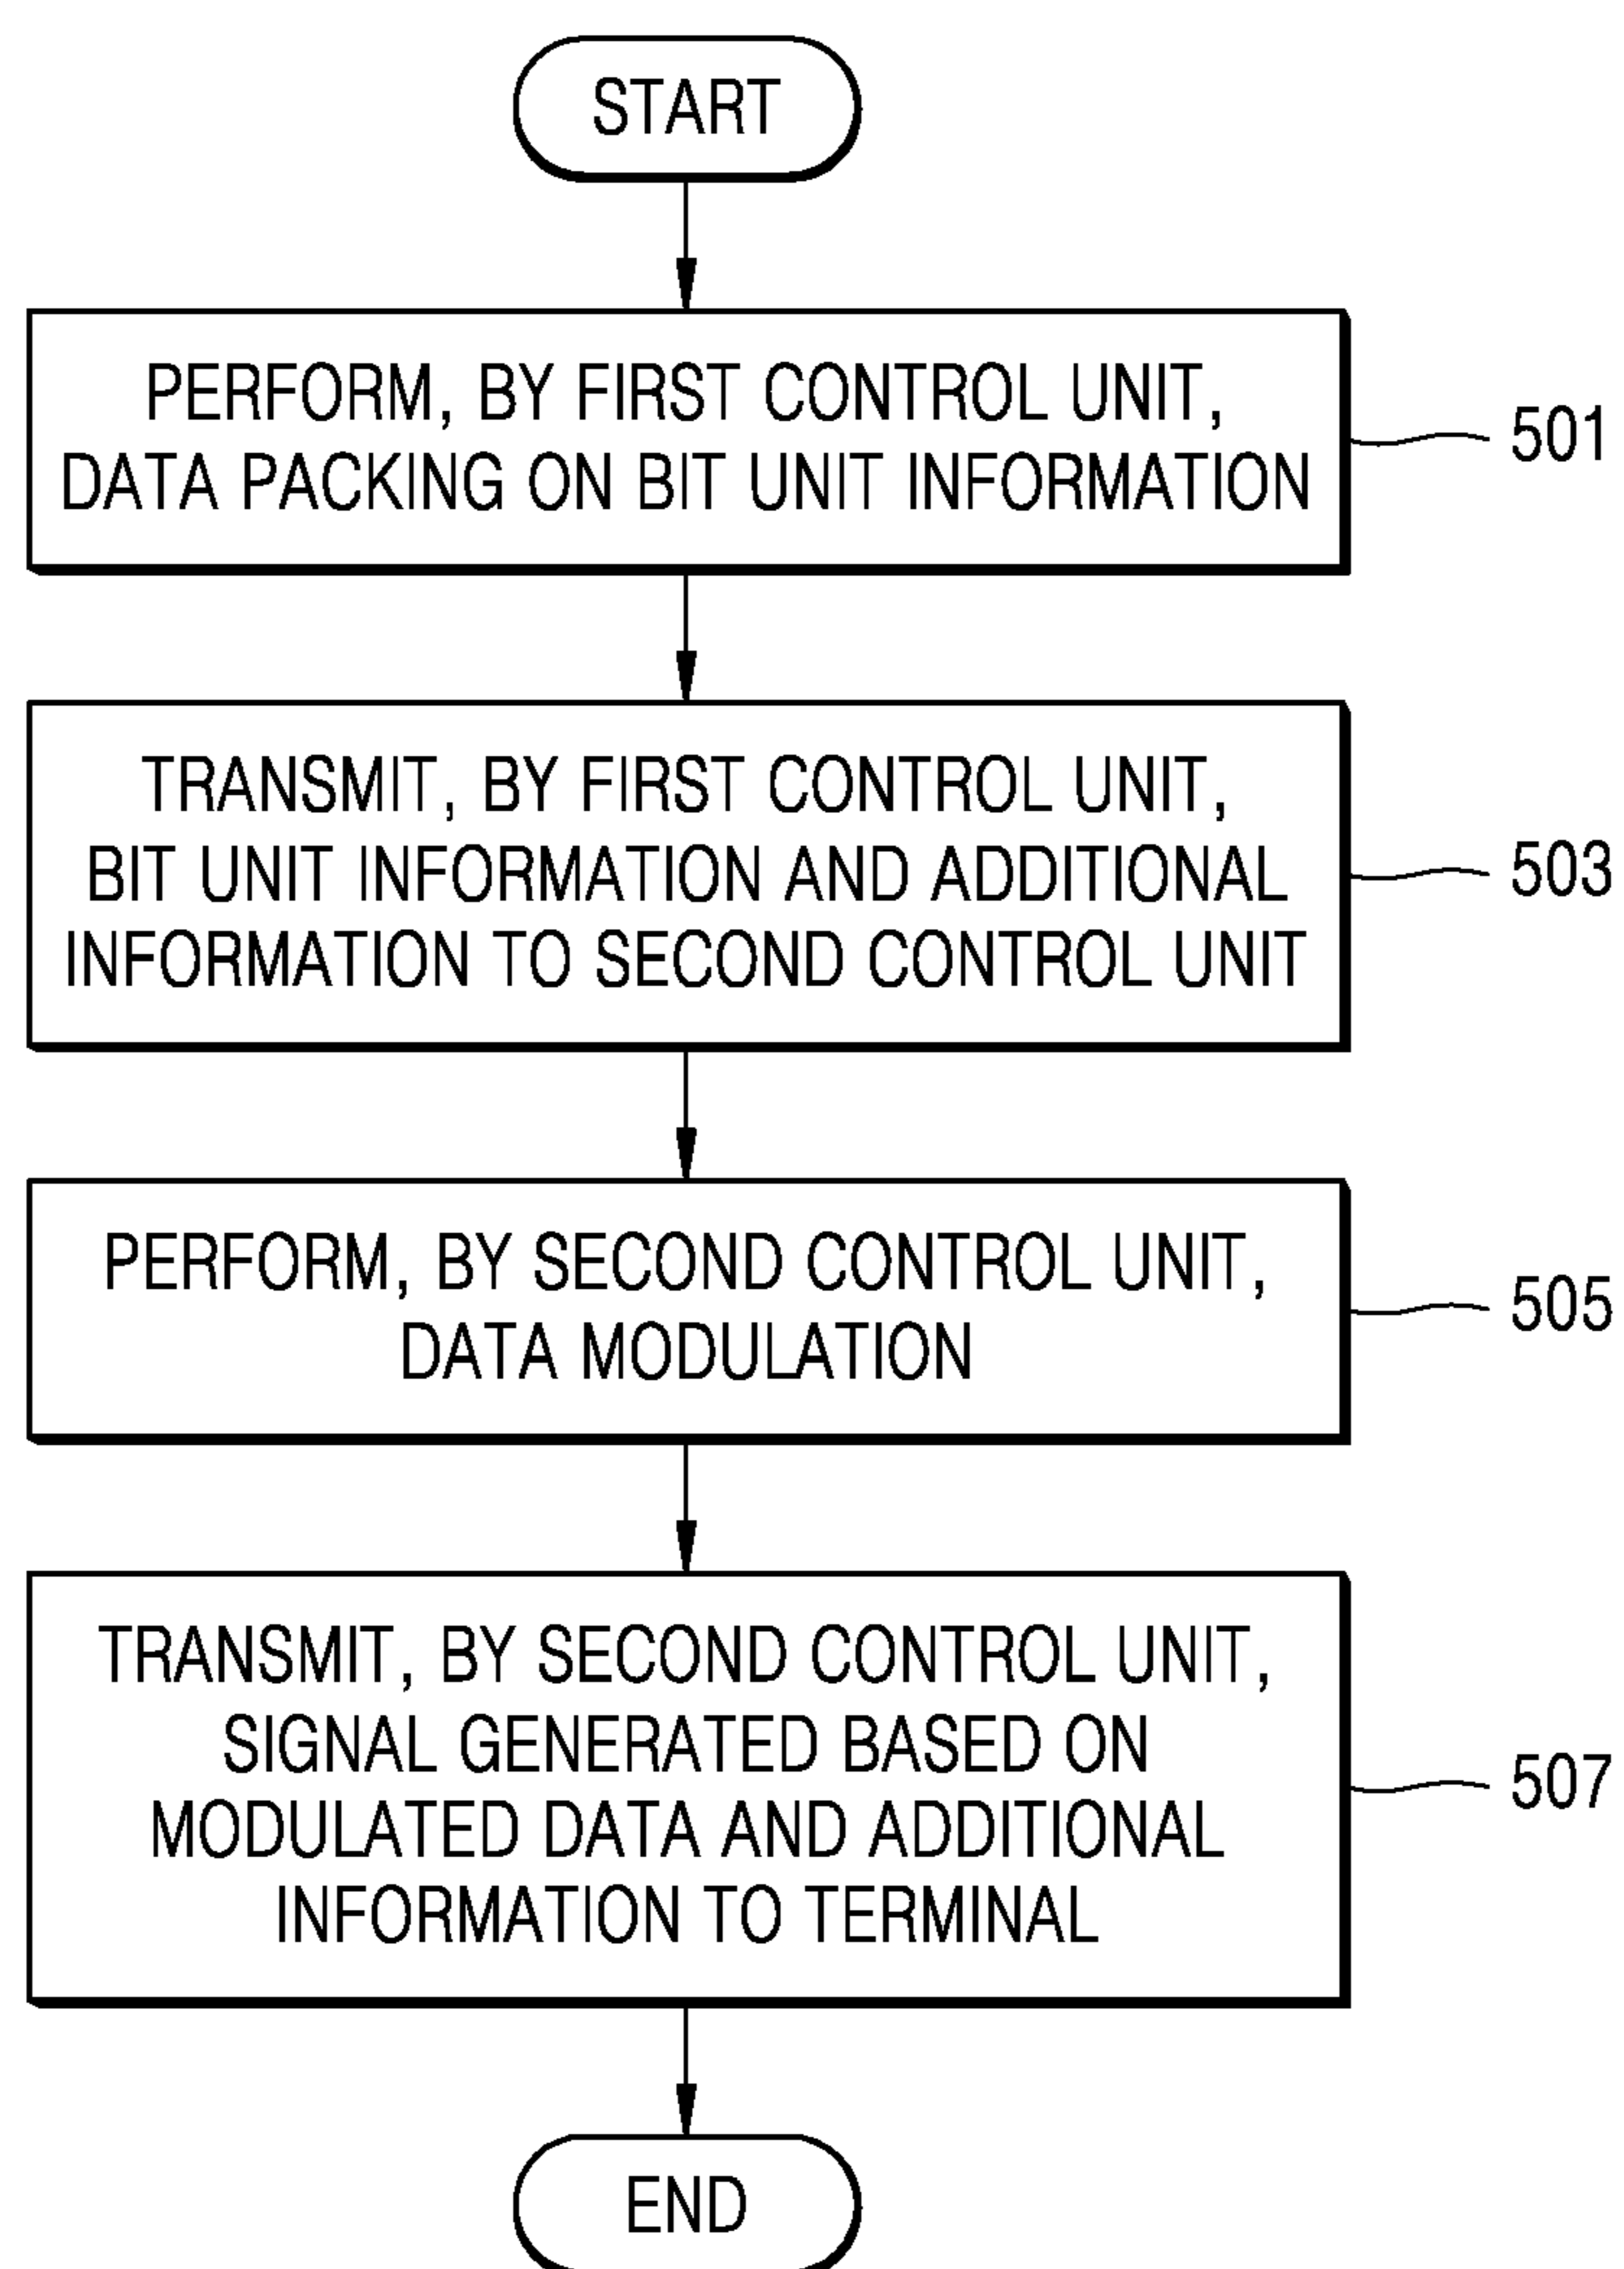 START
PERFORM, BY FIRST CONTROL UNIT,
DATA PACKING ON BIT UNIT INFORMATION
501
TRANSMIT, BY FIRST CONTROL UNIT,
BIT UNIT INFORMATION AND ADDITIONAL
INFORMATION TO SECOND CONTROL UNIT
503
PERFORM, BY SECOND CONTROL UNIT,
DATA MODULATION
505
TRANSMIT, BY SECOND CONTROL UNIT,
SIGNAL GENERATED BASED ON
MODULATED DATA AND ADDITIONAL
INFORMATION TO TERMINAL
507
END